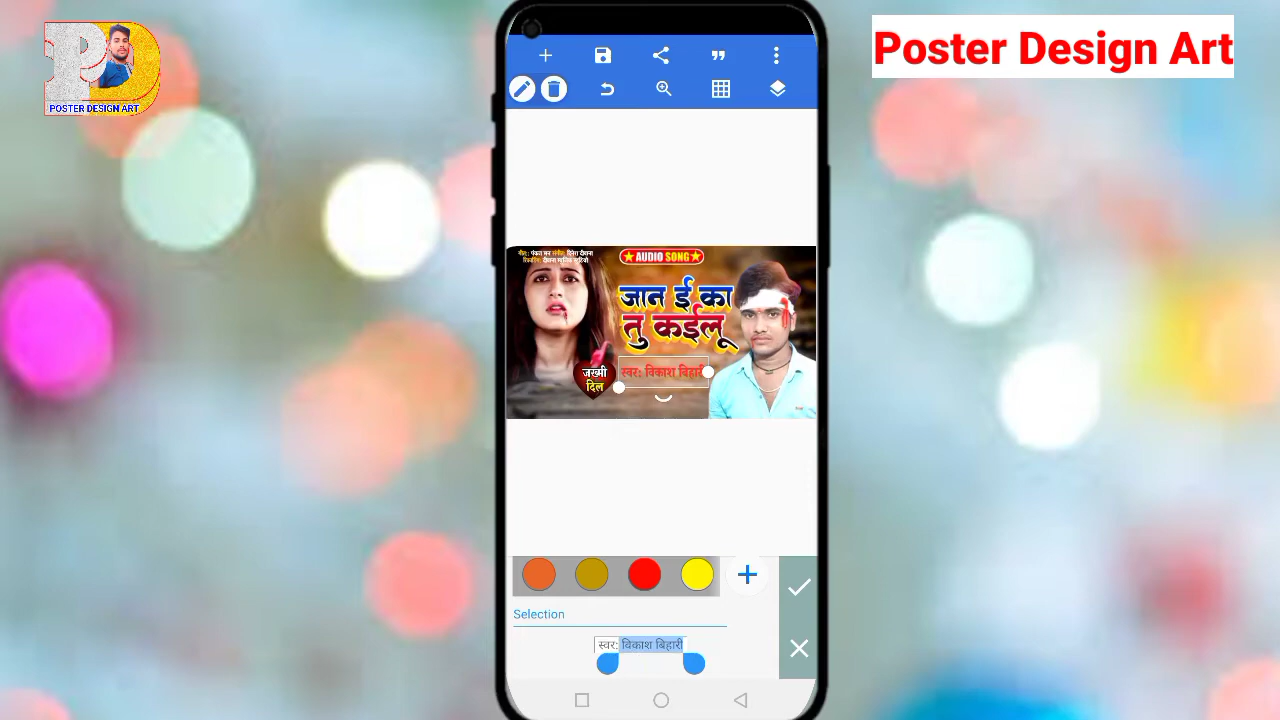 POSTER DESIGN ART
Poster Design Art
AUDIO SONG
जान ई का
तु कईलू
जख्मी
दिल
स्वर: विकाश बिहारी
Selection
स्वर: विकाश बिहारी